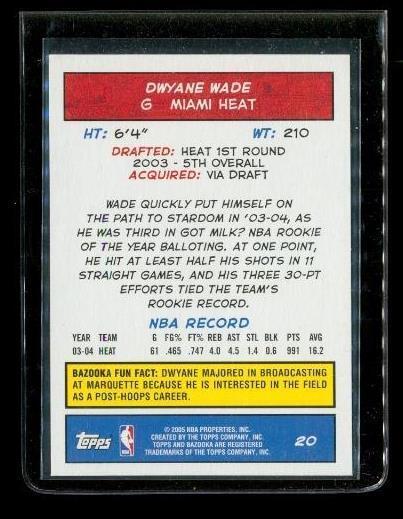 DWYANE WADE
G MIAMI HEAT
HT: 6'4" WT: 210
DRAFTED: HEAT 1ST ROUND
2003 - 5TH OVERALL
ACQUIRED: VIA DRAFT
WADE QUICKLY PUT HIMSELF ON
THE PATH TO STARDOM IN '03-04, AS
HE WAS THIRD IN GOT MILK? NBA ROOKIE
OF THE YEAR BALLOTING. AT ONE POINT,
HE HIT AT LEAST HALF HIS SHOTS IN 11
STRAIGHT GAMES, AND HIS THREE 30-PT
EFFORTS TIED THE TEAM'S
ROOKIE RECORD.
NBA RECORD
YEAR TEAM G FG% FT% REB AST STL BLK PTS AVG
03-04 HEAT 61 .465 .747 4.0 4.5 1.4 0.6 991 16.2
BAZOOKA FUN FACT: DWYANE MAJORED IN BROADCASTING
AT MARQUETTE BECAUSE HE IS INTERESTED IN THE FIELD
AS A POST-HOOPS CAREER.
Topps NBA
© 2005 NBA PROPERTIES, INC.
CREATED BY THE TOPPS COMPANY, INC.
TOPPS AND BAZOOKA ARE REGISTERED
TRADEMARKS OF THE TOPPS COMPANY, INC.
20